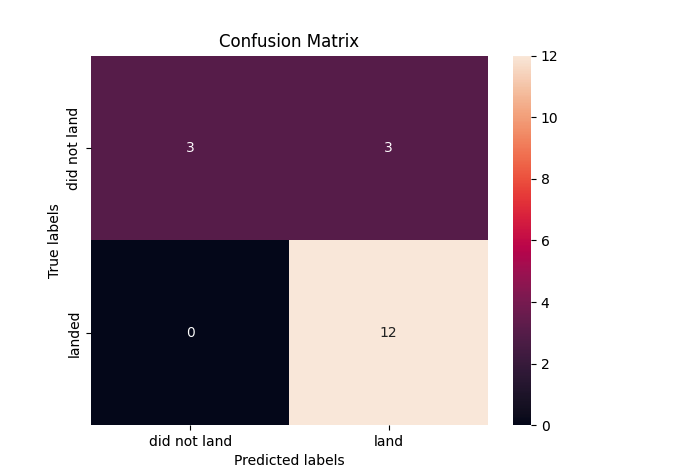 Confusion Matrix
True labels
did not land
landed
3
3
0
12
did not land
land
Predicted labels
12
10
8
6
4
2
0